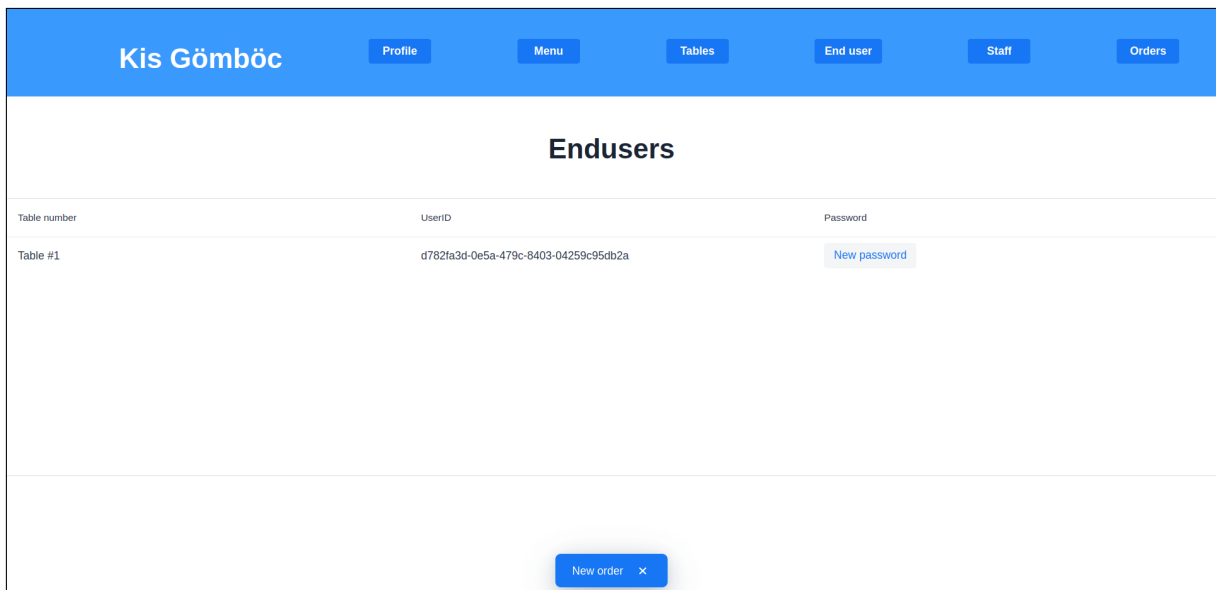 Kis Gömböc
Profile
Menu
Tables
End user
Staff
Orders
Endusers
Table number
UserID
Password
Table #1
d782fa3d-0e5a-479c-8403-04259c95db2a
New password
New order ✕